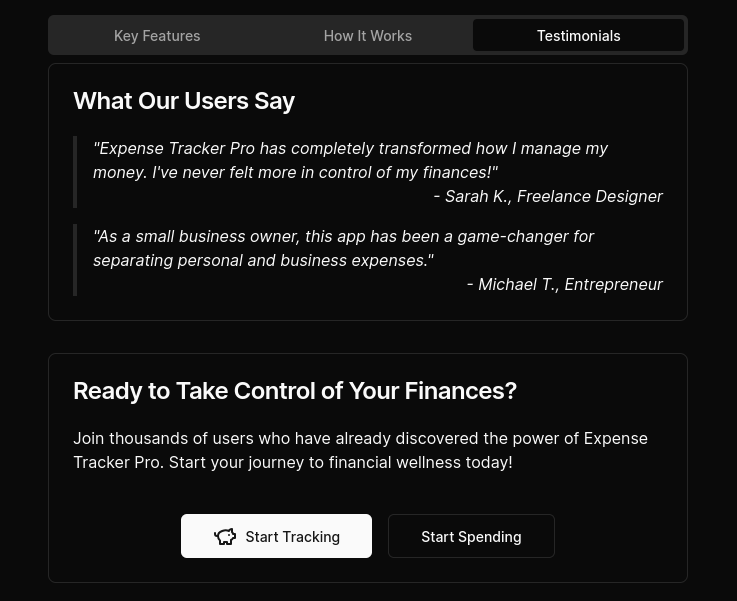 Key Features
How It Works
Testimonials
What Our Users Say
"Expense Tracker Pro has completely transformed how I manage my
money. I've never felt more in control of my finances!"
- Sarah K., Freelance Designer
"As a small business owner, this app has been a game-changer for
separating personal and business expenses."
- Michael T., Entrepreneur
Ready to Take Control of Your Finances?
Join thousands of users who have already discovered the power of Expense
Tracker Pro. Start your journey to financial wellness today!
Start Tracking
Start Spending